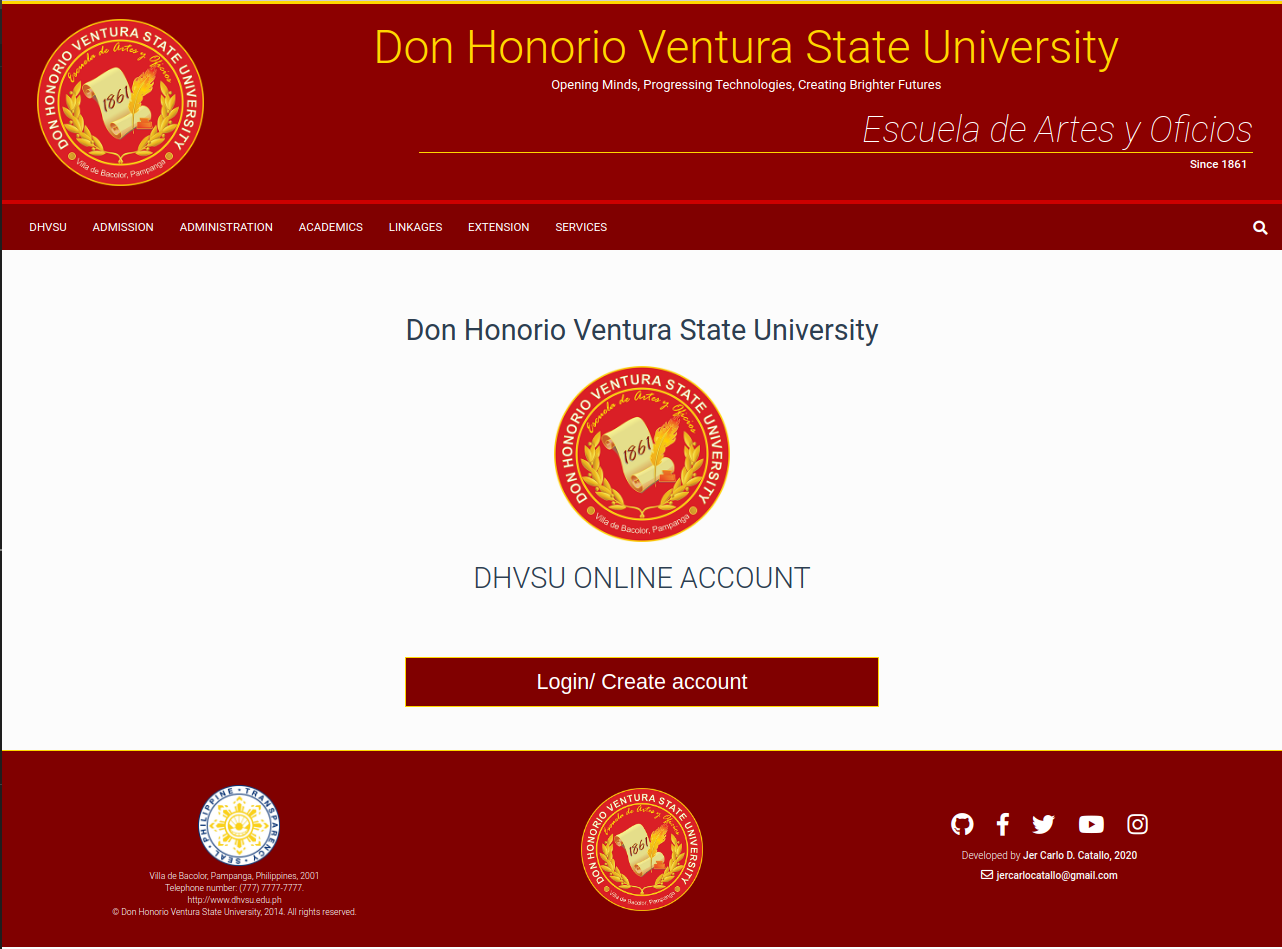 DON HONORIO VENTURA STATE UNIVERSITY
Escuela de Artes y Oficios
1861
Villa de Bacolor, Pampanga
Don Honorio Ventura State University
Opening Minds, Progressing Technologies, Creating Brighter Futures
Escuela de Artes y Oficios
Since 1861
DHVSU ADMISSION ADMINISTRATION ACADEMICS LINKAGES EXTENSION SERVICES
Don Honorio Ventura State University
DON HONORIO VENTURA STATE UNIVERSITY
Escuela de Artes y Oficios
1861
Villa de Bacolor, Pampanga
DHVSU ONLINE ACCOUNT
Login/ Create account
PHILIPPINE • TRANSPARENCY • SEAL •
Villa de Bacolor, Pampanga, Philippines, 2001
Telephone number: (777) 7777-7777.
http://www.dhvsu.edu.ph
© Don Honorio Ventura State University, 2014. All rights reserved.
DON HONORIO VENTURA STATE UNIVERSITY
Escuela de Artes y Oficios
1861
Villa de Bacolor, Pampanga
Developed by Jer Carlo D. Catallo, 2020
jercarlocatallo@gmail.com